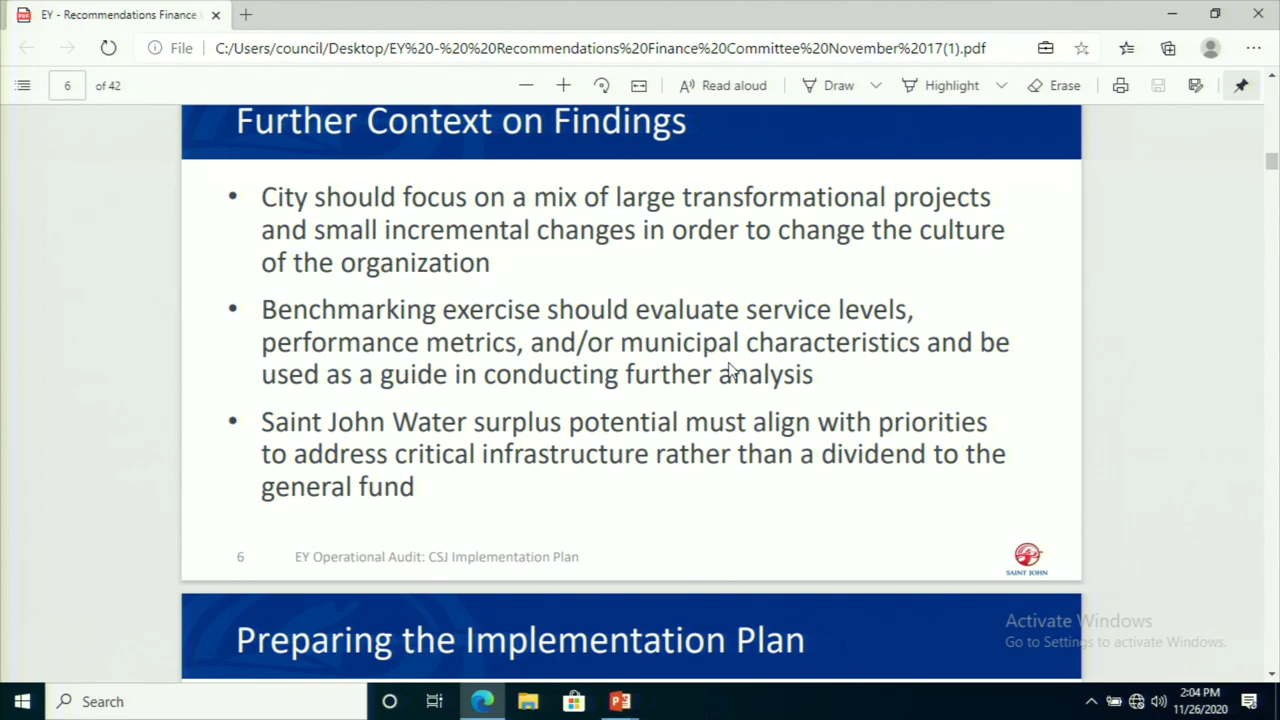 EY - Recommendations Finance
File
C:/Users/council/Desktop/EY%20-%20%20Recommendations%20Finance%20Committee%20November%2017(1).pdf
6 of 42
Read aloud
Draw
Highlight
Erase
Further Context on Findings
• City should focus on a mix of large transformational projects
and small incremental changes in order to change the culture
of the organization
• Benchmarking exercise should evaluate service levels,
performance metrics, and/or municipal characteristics and be
used as a guide in conducting further analysis
• Saint John Water surplus potential must align with priorities
to address critical infrastructure rather than a dividend to the
general fund
6 EY Operational Audit: CSJ Implementation Plan
SAINT JOHN
Preparing the Implementation Plan
Activate Windows
Go to Settings to activate Windows.
Search
2:04 PM
11/26/2020